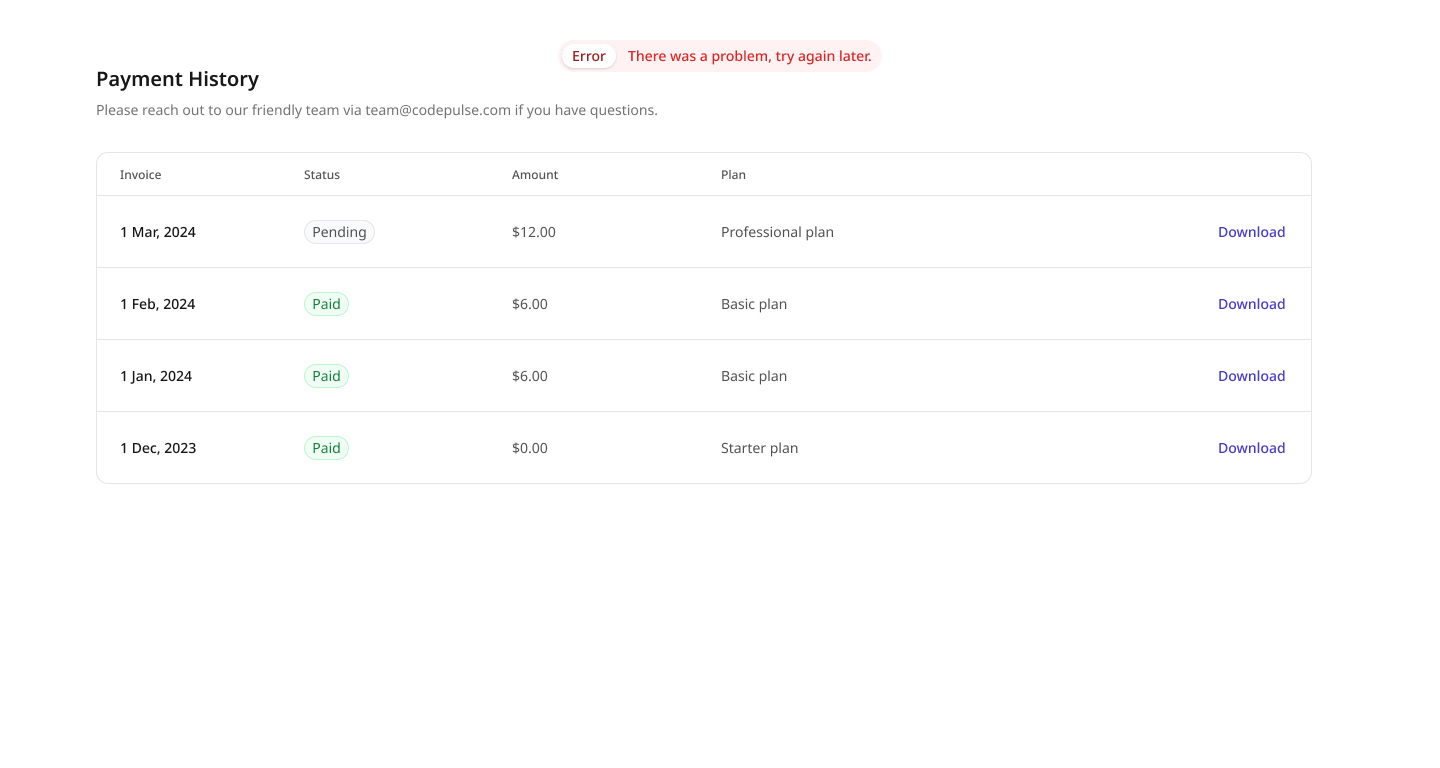 Error There was a problem, try again later.
Payment History
Please reach out to our friendly team via team@codepulse.com if you have questions.
Invoice Status Amount Plan
1 Mar, 2024 Pending $12.00 Professional plan Download
1 Feb, 2024 Paid $6.00 Basic plan Download
1 Jan, 2024 Paid $6.00 Basic plan Download
1 Dec, 2023 Paid $0.00 Starter plan Download